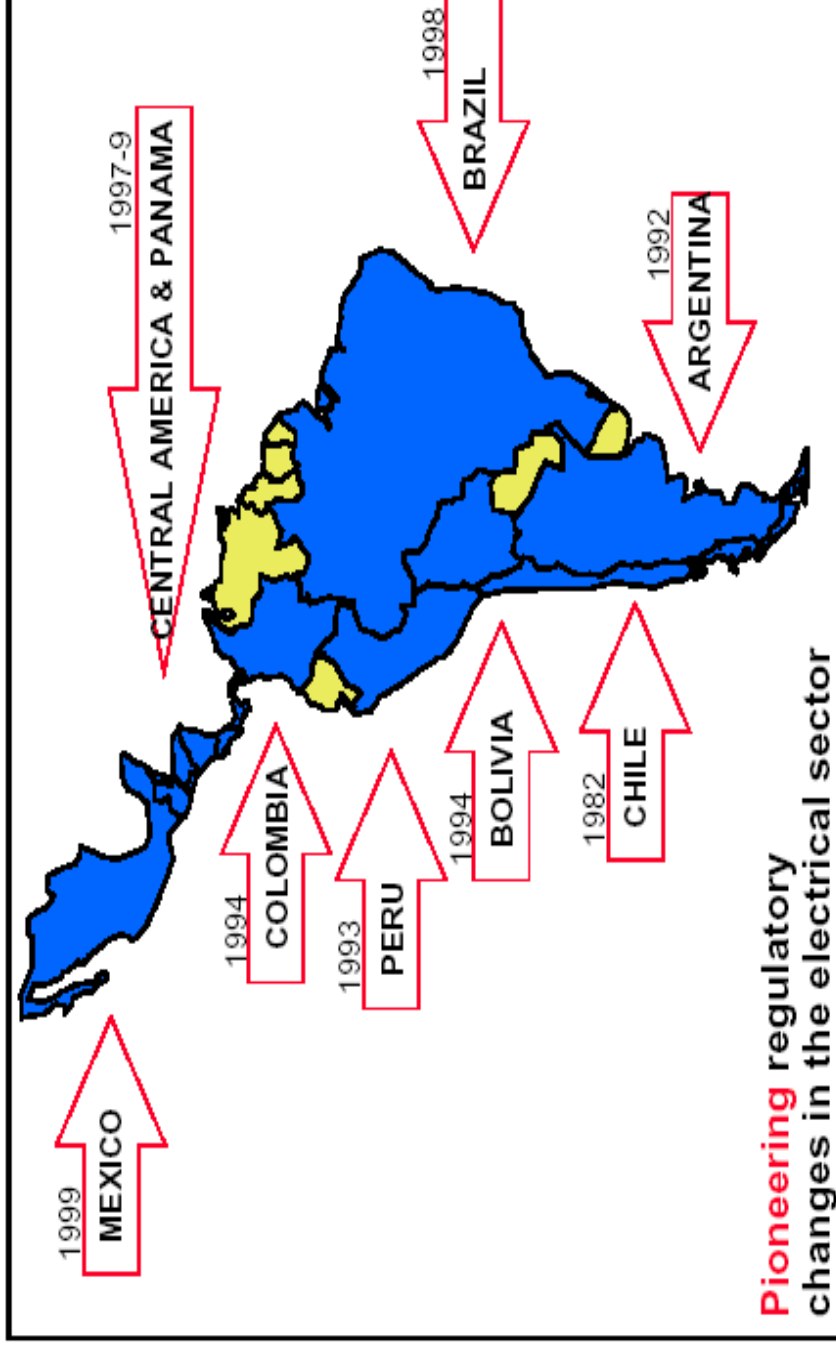 1997-9
CENTRAL AMERICA & PANAMA
1999
MEXICO
1994
COLOMBIA
1998
BRAZIL
1993
PERU
1994
BOLIVIA
1992
ARGENTINA
1982
CHILE
Pioneering regulatory
changes in the electrical sector